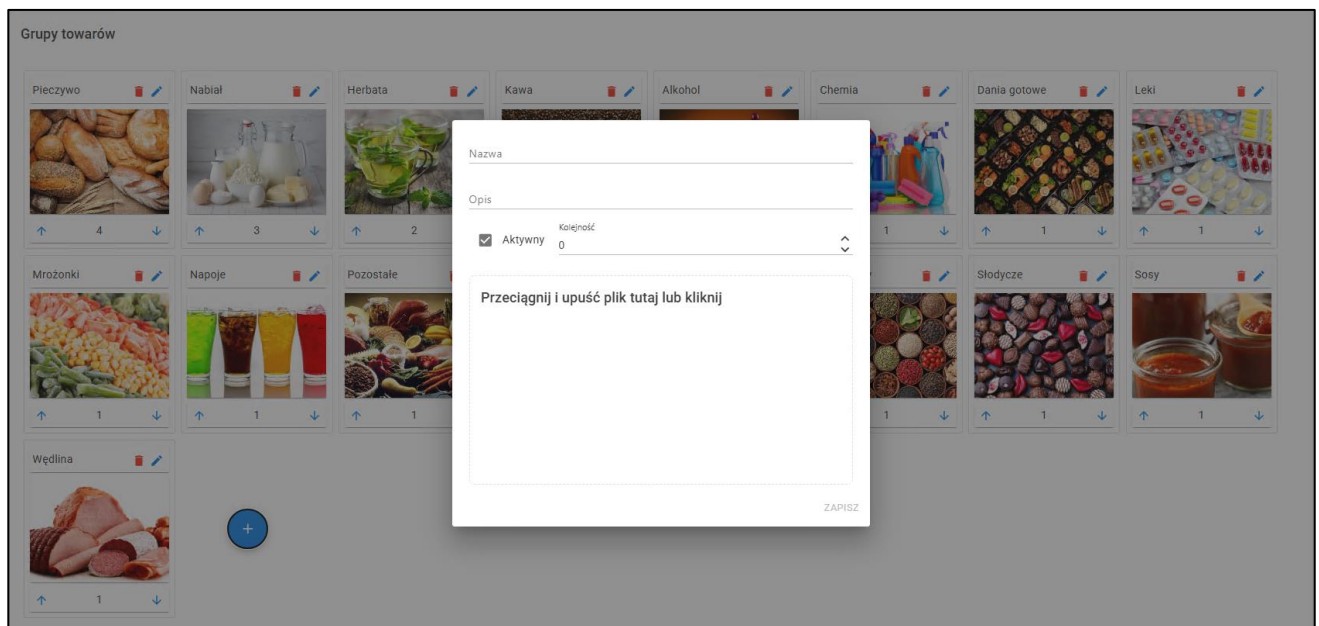 Grupy towarów
Pieczywo Nabiał Herbata Kawa Alkohol Chemia Dania gotowe Leki
4 3 2 1 1 1
Mrożonki Napoje Pozostałe Słodycze Sosy
1 1 1 1 1 1
Wędlina
1
Nazwa
Opis
Aktywny
Kolejność
0
Przeciągnij i upuść plik tutaj lub kliknij
ZAPISZ